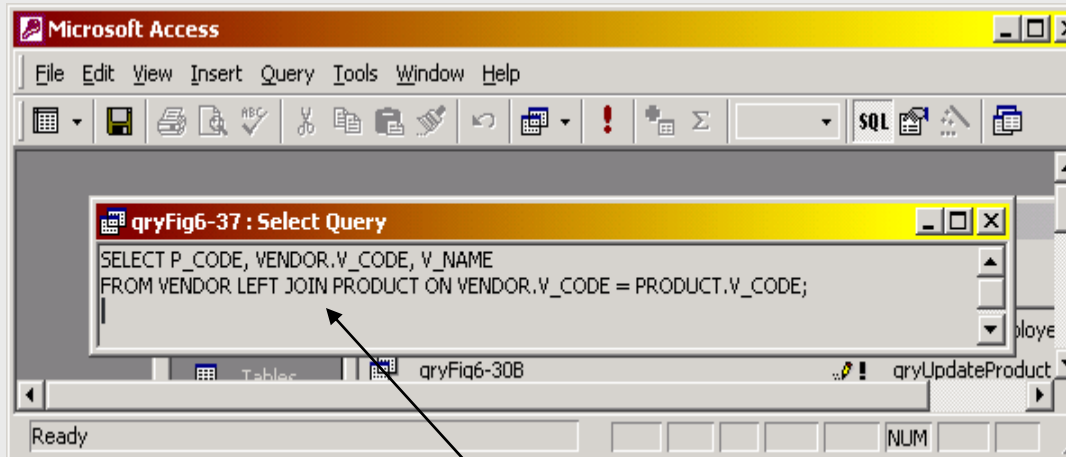 Microsoft Access
File Edit View Insert Query Tools Window Help
ABC
Σ
SQL
qryFig6-37 : Select Query
SELECT P_CODE, VENDOR.V_CODE, V_NAME
FROM VENDOR LEFT JOIN PRODUCT ON VENDOR.V_CODE = PRODUCT.V_CODE;
Tables qryFig6-30B qryUpdateProduct
Ready NUM